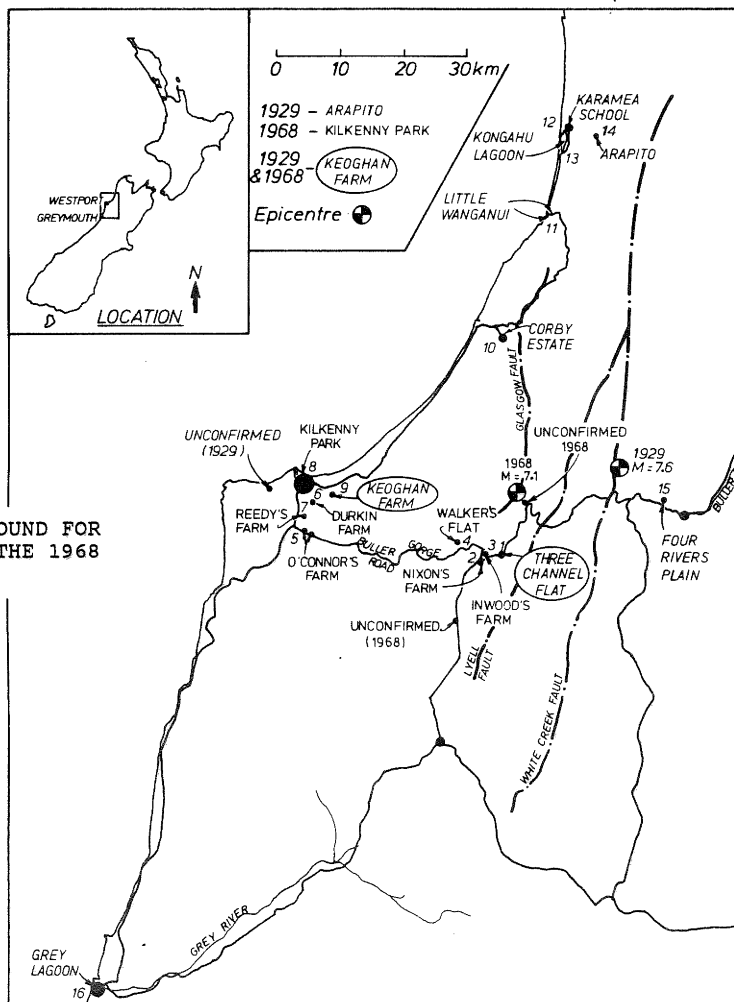 0 10 20 30km
1929 - ARAPITO
1968 - KILKENNY PARK
1929
& 1968 -
KEOGHAN
FARM
Epicentre
WESTPOR
GREYMOUTH
N
LOCATION
KARAMEA
SCHOOL
12
14
KONGAHU
LAGOON
13
ARAPITO
LITTLE
WANGANUI
11
10
CORBY
ESTATE
GLASGOW FAULT
UNCONFIRMED
(1929)
KILKENNY
PARK
8
UNCONFIRMED
1968
1968
M = 7.1
1929
M = 7.6
6
9
KEOGHAN
FARM
REEDY'S
FARM
7
DURKIN
FARM
WALKER'S
FLAT
15
BULLER
OUND FOR
THE 1968
5
O'CONNOR'S
FARM
BULLER GORGE
ROAD
4
3
1
2
THREE
CHANNEL
FLAT
FOUR
RIVERS
PLAIN
NIXON'S
FARM
INWOOD'S
FARM
UNCONFIRMED
(1968)
LYELL
FAULT
WHITE CREEK FAULT
GREY RIVER
GREY
LAGOON
16